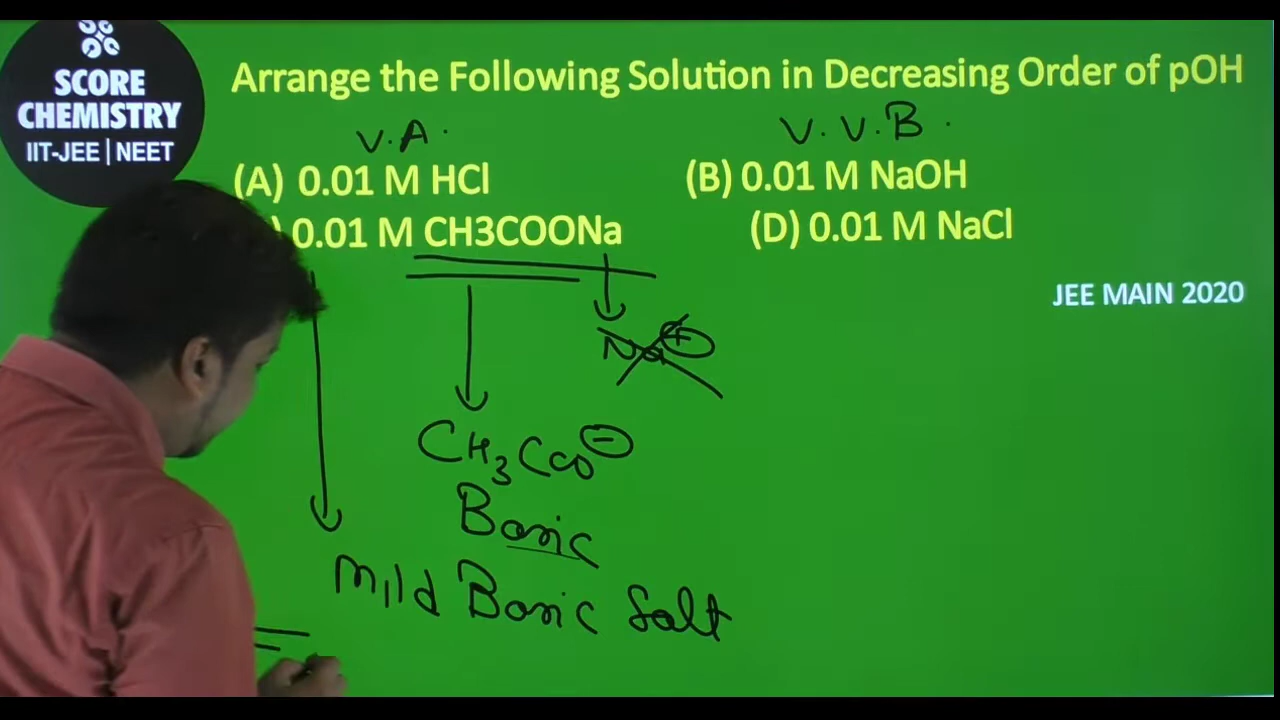 SCORE
CHEMISTRY
IIT-JEE | NEET
Arrange the Following Solution in Decreasing Order of pOH
V.A.
V.V.B.
(A) 0.01 M HCl
(B) 0.01 M NaOH
) 0.01 M CH3COONa
(D) 0.01 M NaCl
JEE MAIN 2020
Na⊕
CH₃COO⊖
Basic
Mild Basic Salt